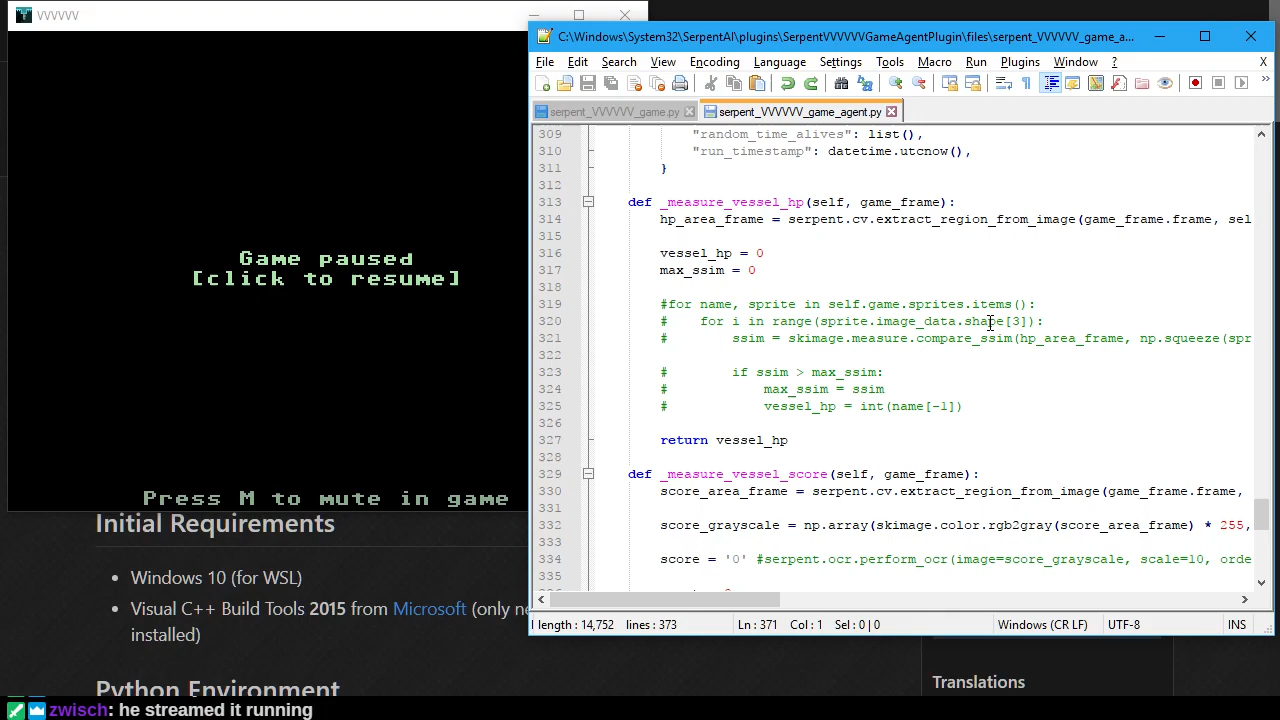 VVVVVV
Game paused
[click to resume]
Press M to mute in game
Initial Requirements
Windows 10 (for WSL)
Visual C++ Build Tools 2015 from Microsoft (only ne
installed)
Python Environment
Translations
C:\Windows\System32\SerpentAI\plugins\SerpentVVVVVVGameAgentPlugin\files\serpent_VVVVVV_game_a...
File Edit Search View Encoding Language Settings Tools Macro Run Plugins Window ? X
serpent_VVVVVV_game.py serpent_VVVVVV_game_agent.py
309 "random_time_alives": list(),
310 "run_timestamp": datetime.utcnow(),
311 }
312
313 def _measure_vessel_hp(self, game_frame):
314 hp_area_frame = serpent.cv.extract_region_from_image(game_frame.frame, sel
315
316 vessel_hp = 0
317 max_ssim = 0
318
319 #for name, sprite in self.game.sprites.items():
320 # for i in range(sprite.image_data.shape[3]):
321 # ssim = skimage.measure.compare_ssim(hp_area_frame, np.squeeze(spr
322
323 # if ssim > max_ssim:
324 # max_ssim = ssim
325 # vessel_hp = int(name[-1])
326
327 return vessel_hp
328
329 def _measure_vessel_score(self, game_frame):
330 score_area_frame = serpent.cv.extract_region_from_image(game_frame.frame,
331
332 score_grayscale = np.array(skimage.color.rgb2gray(score_area_frame) * 255,
333
334 score = '0' #serpent.ocr.perform_ocr(image=score_grayscale, scale=10, orde
335
length : 14,752 lines : 373 Ln : 371 Col : 1 Sel : 0 | 0 Windows (CR LF) UTF-8 INS
zwisch: he streamed it running